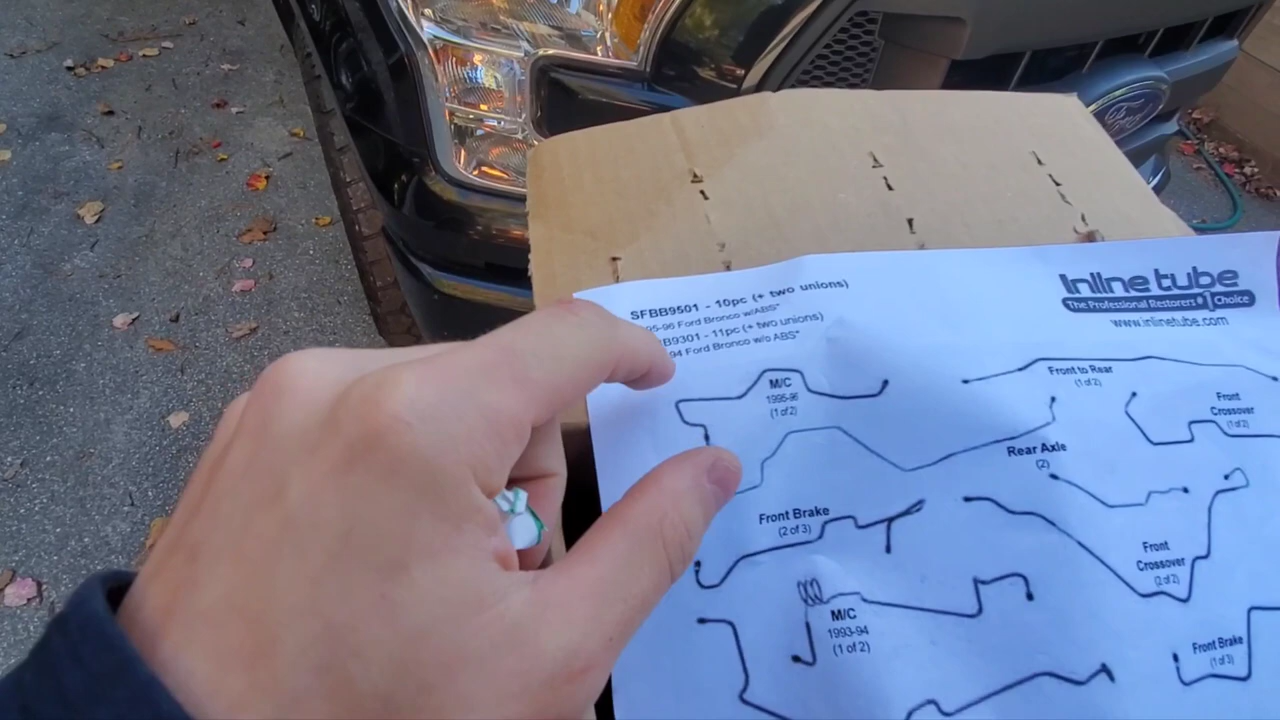 Ford
SFBB9501 - 10pc (+ two unions)
95-96 Ford Bronco w/ABS"
B9301 - 11pc (+ two unions)
94 Ford Bronco w/o ABS"
Inline tube
The Professional Restorers #1 Choice
www.inlinetube.com
M/C
1995-96
(1 of 2)
Front to Rear
(1 of 2)
Front
Crossover
(1 of 2)
Rear Axle
(2)
Front Brake
(2 of 3)
Front
Crossover
(2 of 2)
M/C
1993-94
(1 of 2)
Front Brake
(1 of 3)